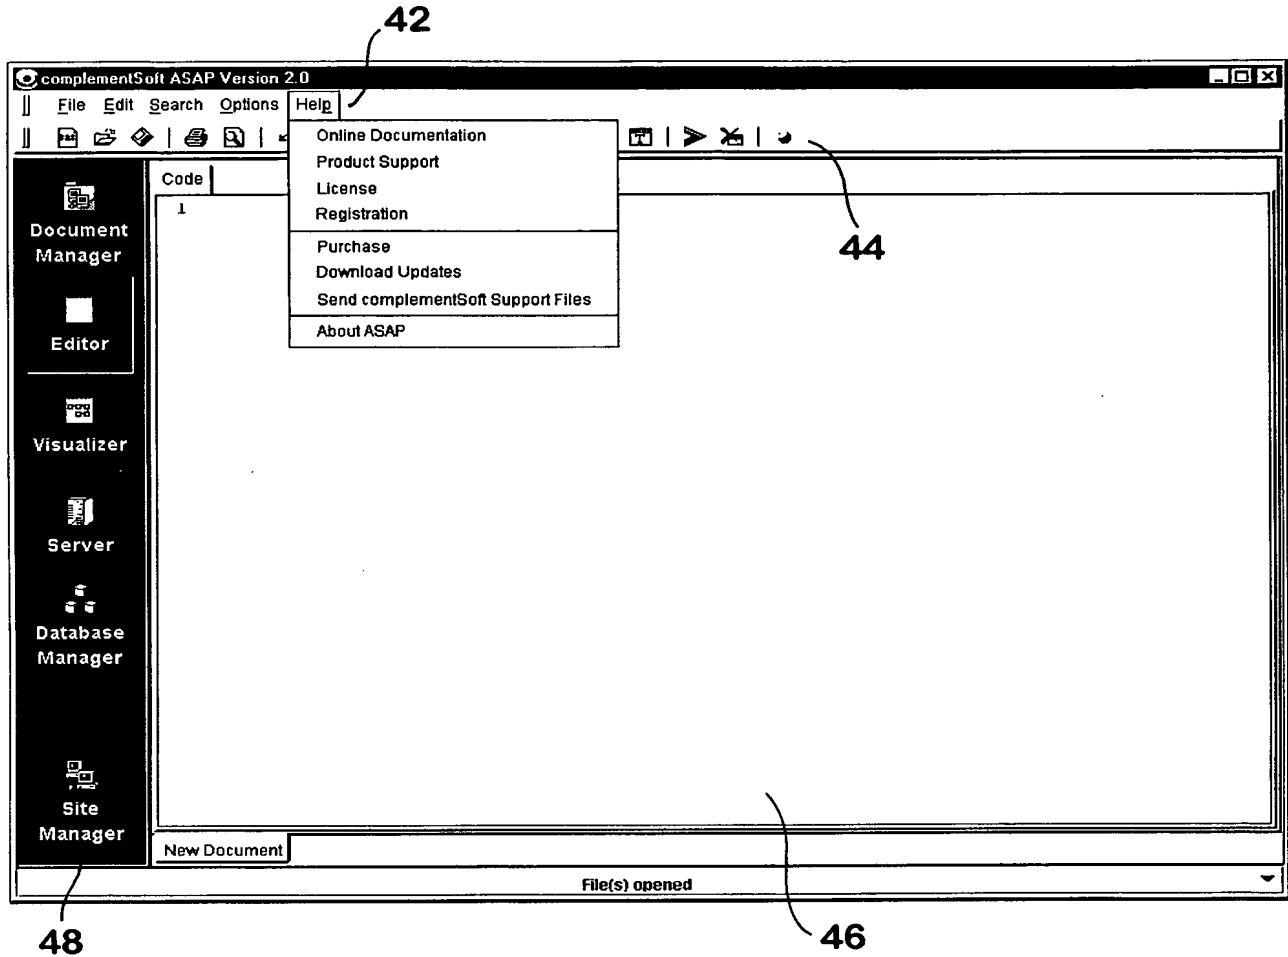 42
complementSoft ASAP Version 2.0
File Edit Search Options Help
Online Documentation
Product Support
License
Registration
Purchase
Download Updates
Send complementSoft Support Files
About ASAP
44
Code
1
Document
Manager
Editor
Visualizer
Server
Database
Manager
Site
Manager
New Document
File(s) opened
48
46